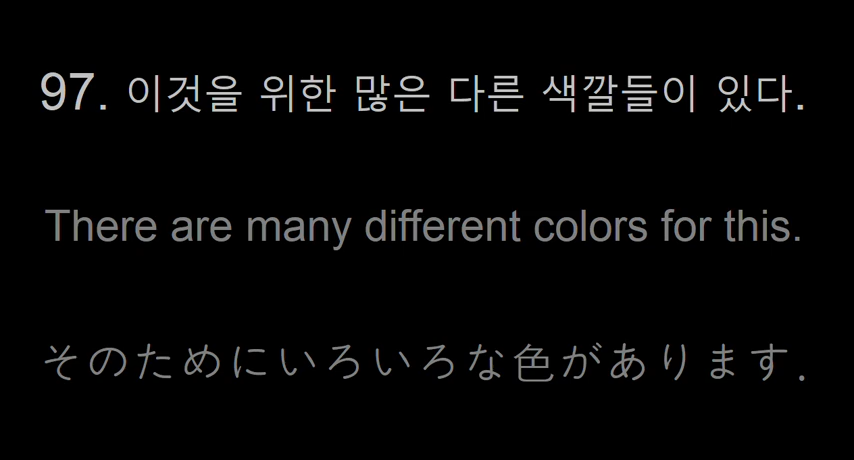 97. 이것을 위한 많은 다른 색깔들이 있다.
There are many different colors for this.
そのためにいろいろな色があります.